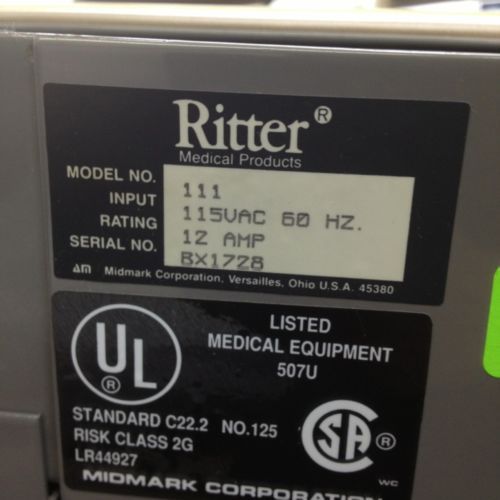 Ritter®
Medical Products
MODEL NO. 111
INPUT 115VAC 60 HZ.
RATING 12 AMP
SERIAL NO. BX1728
am Midmark Corporation, Versailles, Ohio U.S.A. 45380
UL®
LISTED
MEDICAL EQUIPMENT
507U
STANDARD C22.2 NO.125
RISK CLASS 2G
LR44927
SA®
WC
MIDMARK CORPORATION